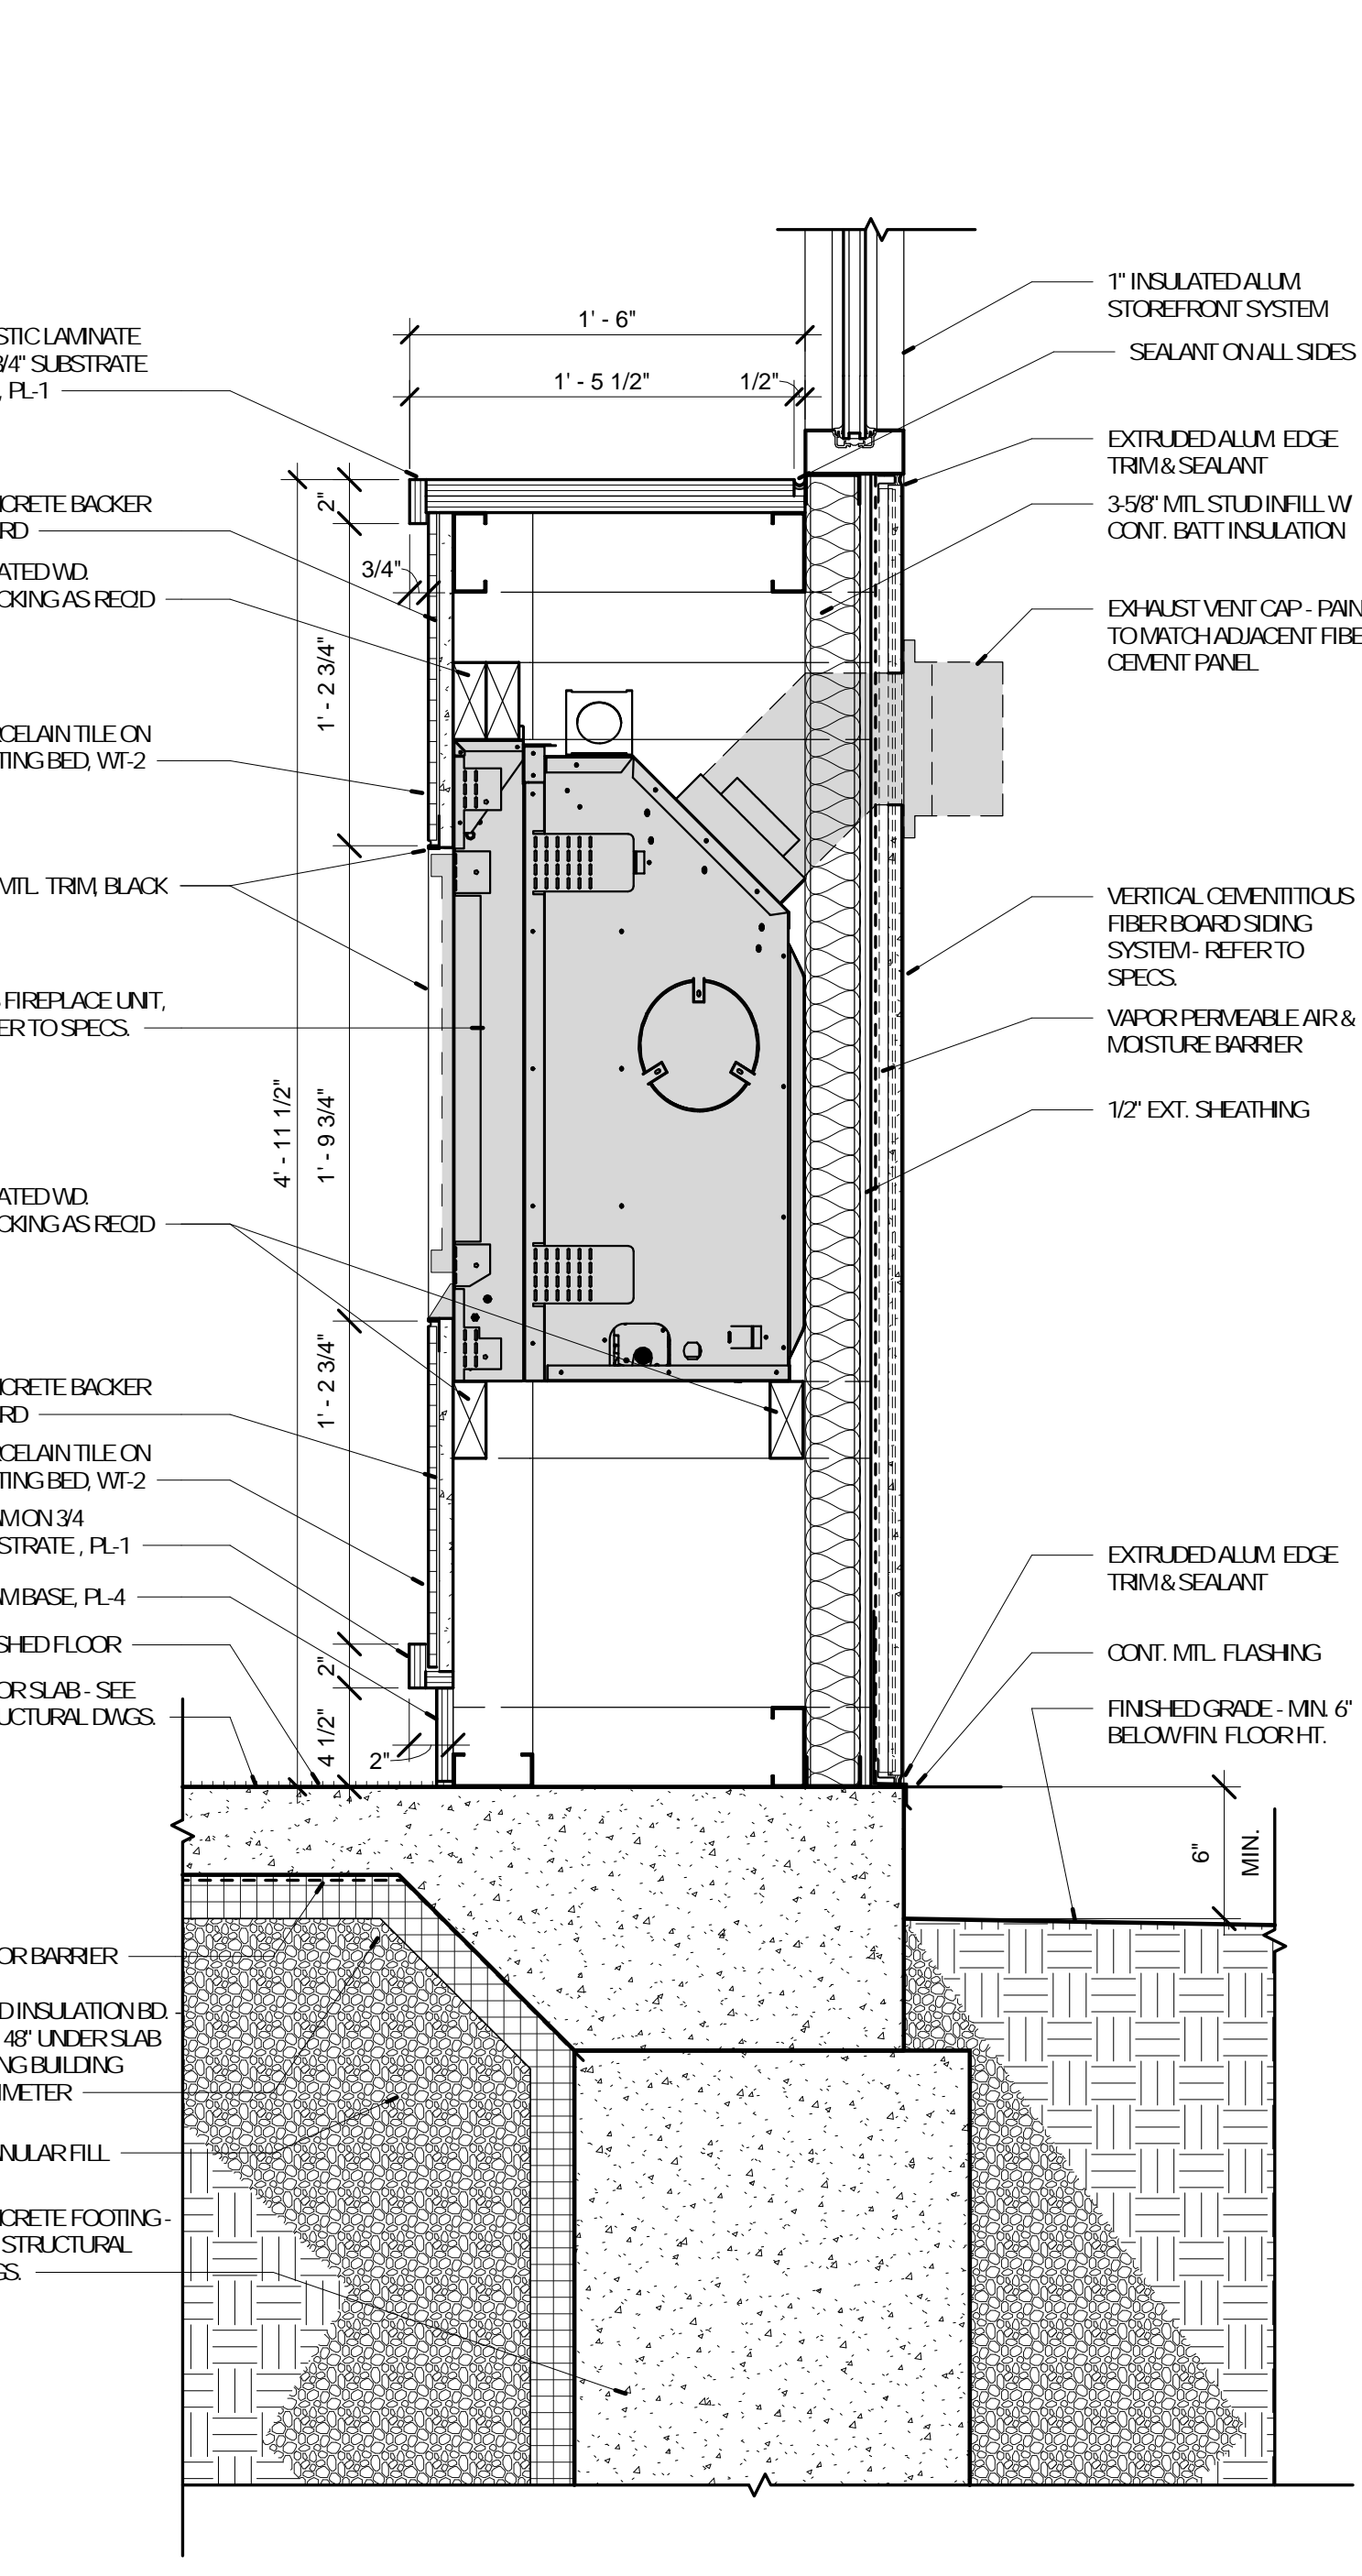 STIC LAMINATE
3/4" SUBSTRATE
, PL-1
NCRETE BACKER
RD
ATED WD.
CKING AS REQ'D
RCELAIN TILE ON
TING BED, WT-2
MTL. TRIM, BLACK
FIREPLACE UNIT,
ER TO SPECS.
ATED WD.
CKING AS REQ'D
NCRETE BACKER
RD
RCELAIN TILE ON
TING BED, WT-2
AM ON 3/4
STRATE , PL-1
AM BASE, PL-4
SHED FLOOR
OR SLAB - SEE
UCTURAL DWGS.
OR BARRIER
D INSULATION BD.
48" UNDER SLAB
NG BUILDING
IMETER
NULAR FILL
NCRETE FOOTING -
STRUCTURAL
GS.
1' - 6"
1' - 5 1/2"
1/2"
2"
3/4"
1' - 2 3/4"
4' - 11 1/2"
1' - 9 3/4"
1' - 2 3/4"
2"
4 1/2"
2"
1" INSULATED ALUM.
STOREFRONT SYSTEM
SEALANT ON ALL SIDES
EXTRUDED ALUM. EDGE
TRIM & SEALANT
3-5/8" MTL STUD INFILL W/
CONT. BATT INSULATION
EXHAUST VENT CAP - PAIN
TO MATCH ADJACENT FIBE
CEMENT PANEL
VERTICAL CEMENTITIOUS
FIBER BOARD SIDING
SYSTEM - REFER TO
SPECS.
VAPOR PERMEABLE AIR &
MOISTURE BARRIER
1/2" EXT. SHEATHING
EXTRUDED ALUM. EDGE
TRIM & SEALANT
CONT. MTL. FLASHING
FINISHED GRADE - MIN. 6"
BELOW FIN. FLOOR HT.
6"
MIN.